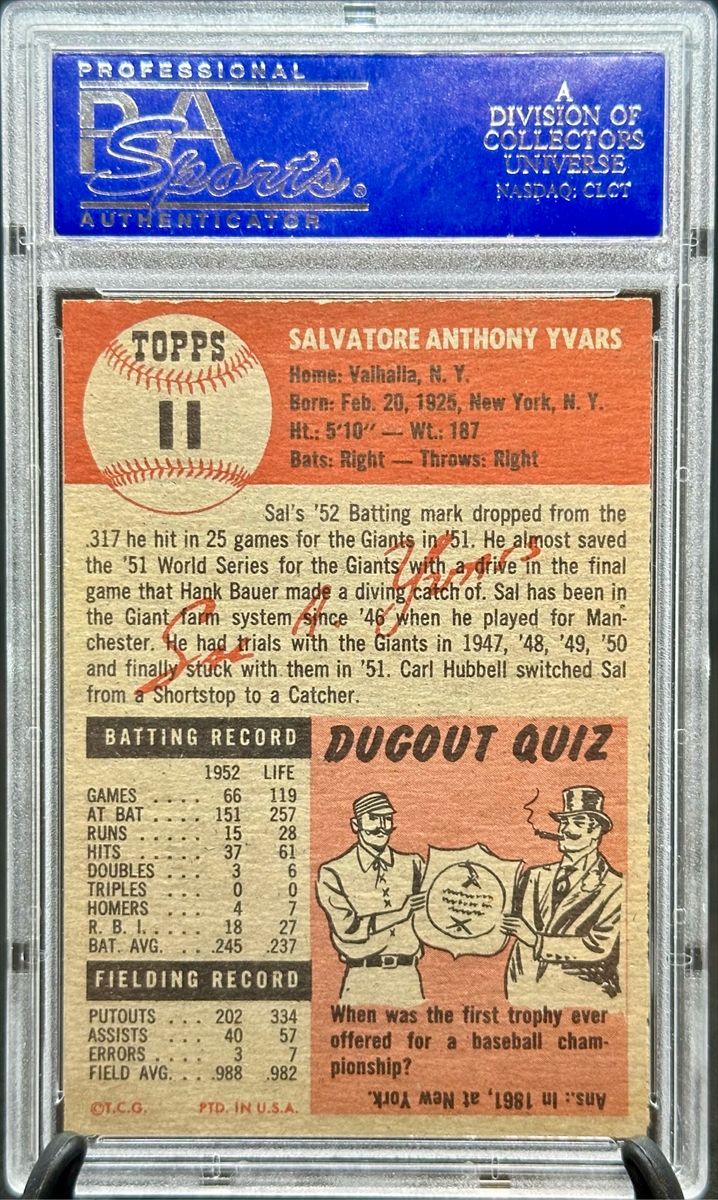 PROFESSIONAL
PSA
Sports®
AUTHENTICATOR
A
DIVISION OF
COLLECTORS
UNIVERSE
NASDAQ: CLCT
TOPPS
11
SALVATORE ANTHONY YVARS
Home: Valhalla, N. Y.
Born: Feb. 20, 1925, New York, N. Y.
Ht.: 5'10" — Wt.: 187
Bats: Right — Throws: Right
Sal's '52 Batting mark dropped from the
.317 he hit in 25 games for the Giants in '51. He almost saved
the '51 World Series for the Giants with a drive in the final
game that Hank Bauer made a diving catch of. Sal has been in
the Giant farm system since '46 when he played for Man-
chester. He had trials with the Giants in 1947, '48, '49, '50
and finally stuck with them in '51. Carl Hubbell switched Sal
from a Shortstop to a Catcher.
Sal A. Yvars
BATTING RECORD
1952 LIFE
GAMES .... 66 119
AT BAT .... 151 257
RUNS .... 15 28
HITS ..... 37 61
DOUBLES ... 3 6
TRIPLES ... 0 0
HOMERS ... 4 7
R. B. I. .... 18 27
BAT. AVG. ... .245 .237
FIELDING RECORD
PUTOUTS ... 202 334
ASSISTS ... 40 57
ERRORS .... 3 7
FIELD AVG. .. .988 .982
©T.C.G. PTD. IN U.S.A.
DUGOUT QUIZ
When was the first trophy ever
offered for a baseball cham-
pionship?
Ans.: In 1861, at New York.